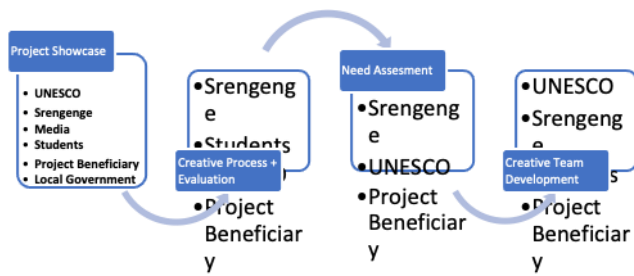 Project Showcase
• UNESCO
• Srengenge
• Media
• Students
• Project Beneficiary
• Local Government
•Srengeng
e
•Students
Creative Process +
Evaluation
•Project
Beneficiar
y
Need Assesment
•Srengeng
e
•UNESCO
•Project
Beneficiar
y
•UNESCO
•Srengeng
e
Creative Team
Development
•Project
Beneficiar
y